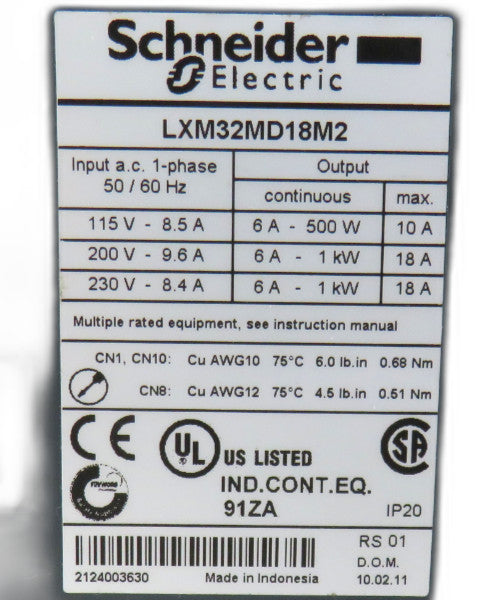 Schneider
Electric
LXM32MD18M2
Input a.c. 1-phase Output
50 / 60 Hz continuous max.
115 V - 8.5 A 6 A - 500 W 10 A
200 V - 9.6 A 6 A - 1 kW 18 A
230 V - 8.4 A 6 A - 1 kW 18 A
Multiple rated equipment, see instruction manual
CN1, CN10: Cu AWG10 75°C 6.0 lb.in 0.68 Nm
CN8: Cu AWG12 75°C 4.5 lb.in 0.51 Nm
CE UL US LISTED SA
IND.CONT.EQ.
91ZA IP20
RS 01
D.O.M.
2124003630 Made in Indonesia 10.02.11